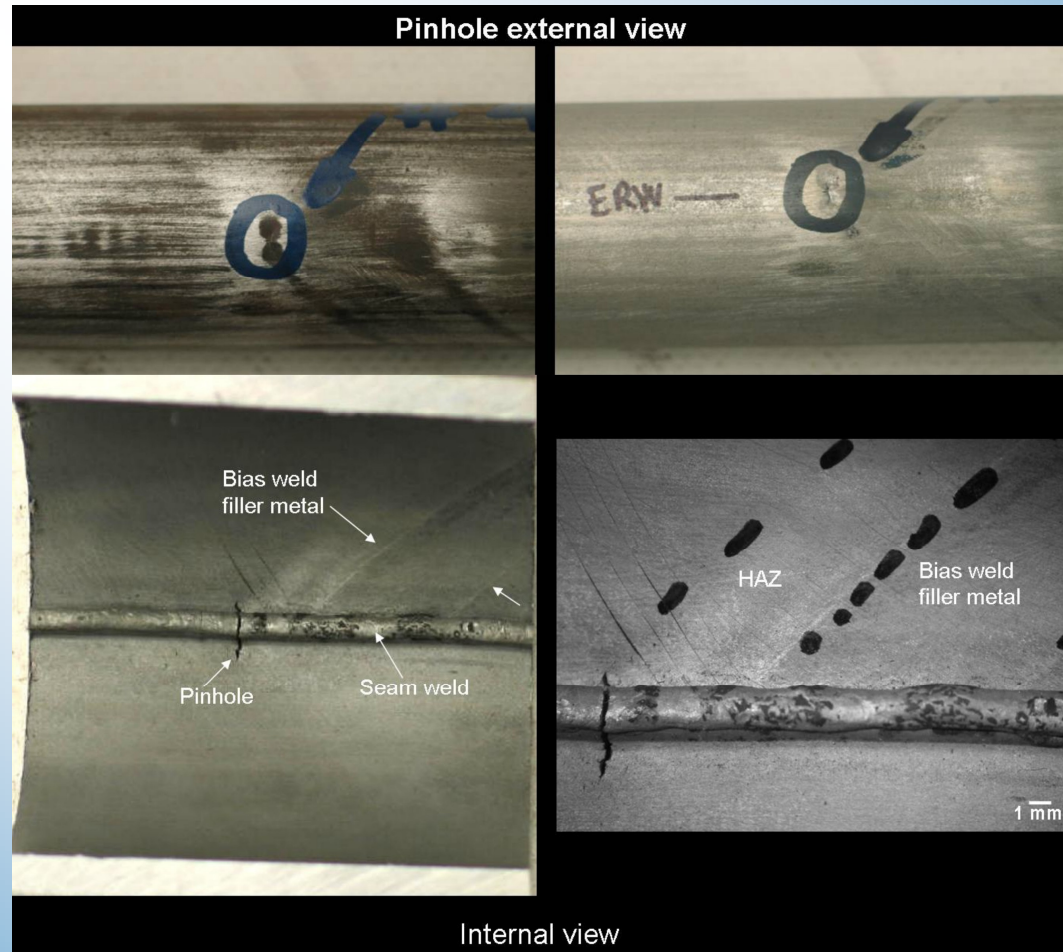 Pinhole external view
ERW
Bias weld
filler metal
Pinhole
Seam weld
HAZ
Bias weld
filler metal
1 mm
Internal view